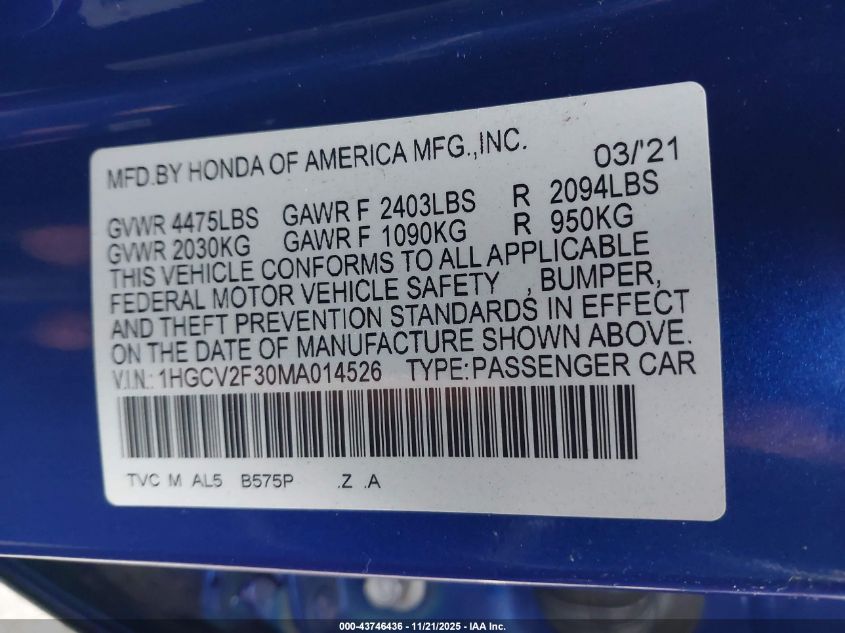 MFD.BY HONDA OF AMERICA MFG.,INC. 03/'21
GVWR 4475LBS GAWR F 2403LBS R 2094LBS
GVWR 2030KG GAWR F 1090KG R 950KG
THIS VEHICLE CONFORMS TO ALL APPLICABLE
FEDERAL MOTOR VEHICLE SAFETY , BUMPER,
AND THEFT PREVENTION STANDARDS IN EFFECT
ON THE DATE OF MANUFACTURE SHOWN ABOVE.
V.I.N.: 1HGCV2F30MA014526 TYPE:PASSENGER CAR
TVC M AL5 B575P .Z .A
000-43746436 - 11/21/2025 - IAA Inc.